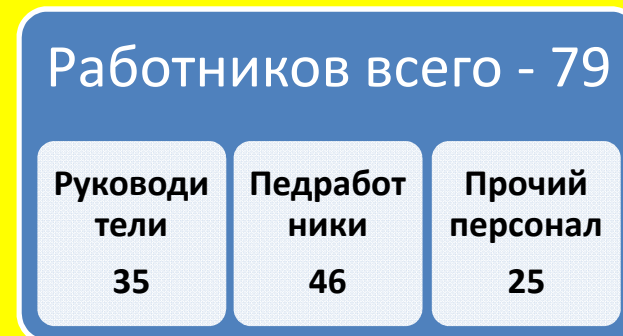 Работников всего - 79
Руководи
тели
35
Педработ
ники
46
Прочий
персонал
25